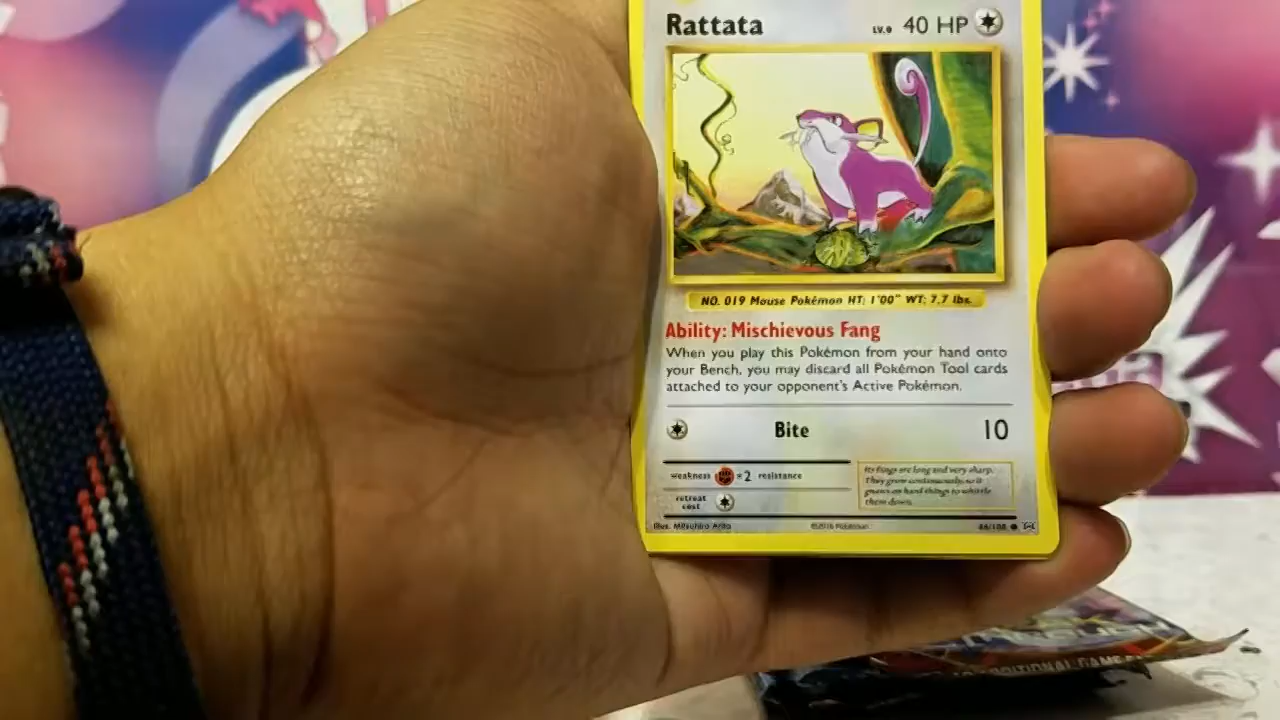 Rattata LV.9 40 HP
NO. 019 Mouse Pokémon HT: 1'00" WT: 7.7 lbs.
Ability: Mischievous Fang
When you play this Pokémon from your hand onto
your Bench, you may discard all Pokémon Tool cards
attached to your opponent's Active Pokémon.
Bite 10
weakness ×2 resistance
retreat
cost
Its fangs are long and very sharp.
They grow continuously, so it
gnaws on hard things to whittle
them down.
Illus. Mitsuhiro Arita ©2016 Pokémon 66/108
ADDITIONAL GAME